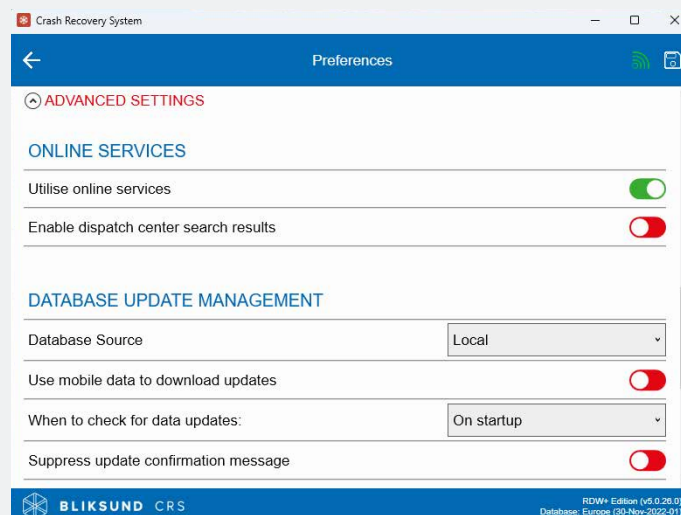 Crash Recovery System
Preferences
ADVANCED SETTINGS
ONLINE SERVICES
Utilise online services
Enable dispatch center search results
DATABASE UPDATE MANAGEMENT
Database Source
Local
Use mobile data to download updates
When to check for data updates:
On startup
Suppress update confirmation message
BLIKSUND CRS
RDW+ Edition (v5.0.26.0)
Database: Europe (30-Nov-2022-01)